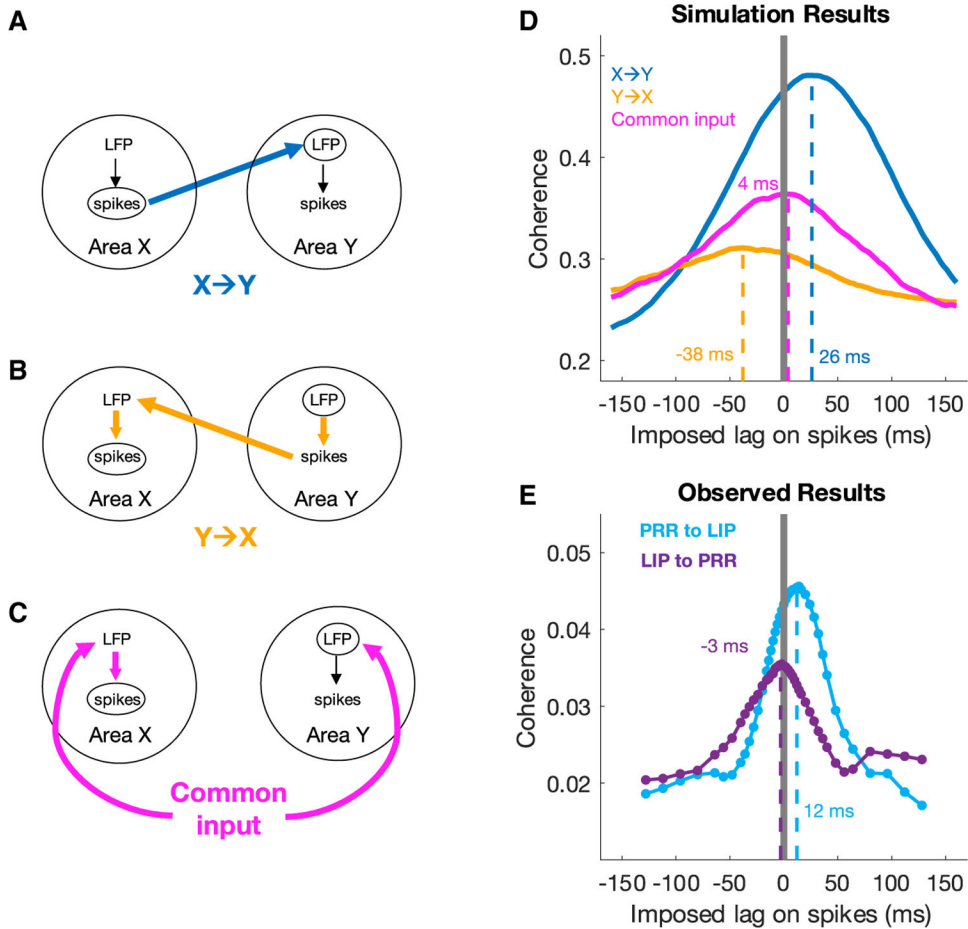 A
LFP
spikes
Area X
LFP
spikes
Area Y
X→Y
B
LFP
spikes
Area X
LFP
spikes
Area Y
Y→X
C
LFP
spikes
Area X
LFP
spikes
Area Y
Common
input
D
Simulation Results
X→Y
Y→X
Common input
4 ms
-38 ms
26 ms
Coherence
0.5
0.4
0.3
0.2
-150 -100 -50 0 50 100 150
Imposed lag on spikes (ms)
E
Observed Results
PRR to LIP
LIP to PRR
-3 ms
12 ms
Coherence
0.05
0.04
0.03
0.02
-150 -100 -50 0 50 100 150
Imposed lag on spikes (ms)